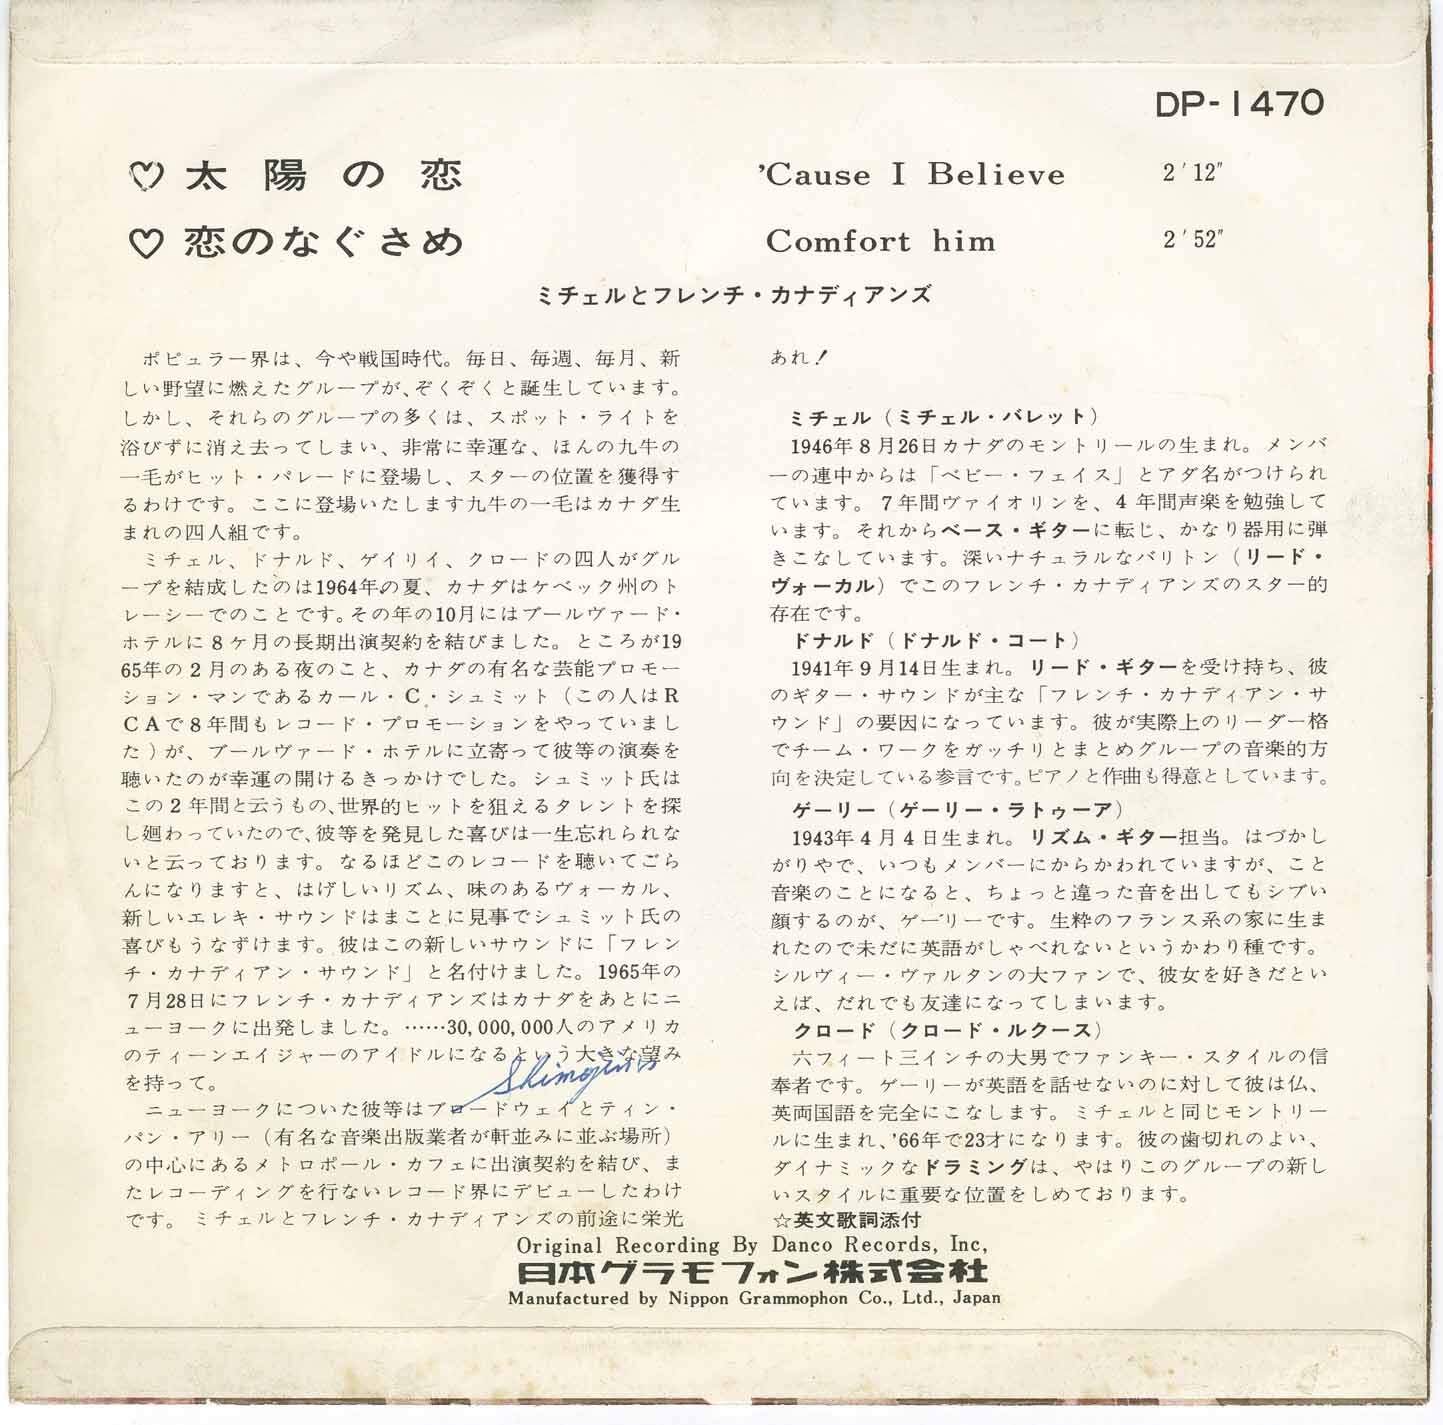 DP-1470
♡ 太陽の恋 'Cause I Believe 2′12″
♡ 恋のなぐさめ Comfort him 2′52″
ミチェルとフレンチ・カナディアンズ
ポピュラー界は、今や戦国時代。毎日、毎週、毎月、新
しい野望に燃えたグループが、ぞくぞくと誕生しています。
しかし、それらのグループの多くは、スポット・ライトを
浴びずに消え去ってしまい、非常に幸運な、ほんの九牛の
一毛がヒット・パレードに登場し、スターの位置を獲得す
るわけです。ここに登場いたします九牛の一毛はカナダ生
まれの四人組です。
ミチェル、ドナルド、ゲイリイ、クロードの四人がグル
ープを結成したのは1964年の夏、カナダはケベック州のト
レーシーでのことです。その年の10月にはブールヴァード・
ホテルに8ケ月の長期出演契約を結びました。ところが19
65年の2月のある夜のこと、カナダの有名な芸能プロモー
ション・マンであるカール・C・シュミット（この人はR
CAで8年間もレコード・プロモーションをやっていまし
た）が、ブールヴァード・ホテルに立寄って彼等の演奏を
聴いたのが幸運の開けるきっかけでした。シュミット氏は
この2年間と云うもの、世界的ヒットを狙えるタレントを探
し廻わっていたので、彼等を発見した喜びは一生忘れられな
いと云っております。なるほどこのレコードを聴いてごら
んになりますと、はげしいリズム、味のあるヴォーカル、
新しいエレキ・サウンドはまことに見事でシュミット氏の
喜びもうなずけます。彼はこの新しいサウンドに「フレン
チ・カナディアン・サウンド」と名付けました。1965年の
7月28日にフレンチ・カナディアンズはカナダをあとにニ
ューヨークに出発しました。……30,000,000人のアメリカ
のティーンエイジャーのアイドルになるという大きな望み
を持って。
ニューヨークについた彼等はブロードウェイとティン・
パン・アリー（有名な音楽出版業者が軒並みに並ぶ場所）
の中心にあるメトロポール・カフェに出演契約を結び、ま
たレコーディングを行ないレコード界にデビューしたわけ
です。ミチェルとフレンチ・カナディアンズの前途に栄光
あれ！
ミチェル（ミチェル・バレット）
1946年8月26日カナダのモントリールの生まれ。メンバ
ーの連中からは「ベビー・フェイス」とアダ名がつけられ
ています。7年間ヴァイオリンを、4年間声楽を勉強して
います。それからベース・ギターに転じ、かなり器用に弾
きこなしています。深いナチュラルなバリトン（リード・
ヴォーカル）でこのフレンチ・カナディアンズのスター的
存在です。
ドナルド（ドナルド・コート）
1941年9月14日生まれ。リード・ギターを受け持ち、彼
のギター・サウンドが主な「フレンチ・カナディアン・サ
ウンド」の要因になっています。彼が実際上のリーダー格
でチーム・ワークをガッチリとまとめグループの音楽的方
向を決定している参言です。ピアノと作曲も得意としています。
ゲーリー（ゲーリー・ラトゥーア）
1943年4月4日生まれ。リズム・ギター担当。はづかし
がりやで、いつもメンバーにからかわれていますが、こと
音楽のことになると、ちょっと違った音を出してもシブい
顔するのが、ゲーリーです。生粋のフランス系の家に生ま
れたので未だに英語がしゃべれないというかわり種です。
シルヴィー・ヴァルタンの大ファンで、彼女を好きだとい
えば、だれでも友達になってしまいます。
クロード（クロード・ルクース）
六フィート三インチの大男でファンキー・スタイルの信
奉者です。ゲーリーが英語を話せないのに対して彼は仏、
英両国語を完全にこなします。ミチェルと同じモントリー
ルに生まれ、'66年で23才になります。彼の歯切れのよい、
ダイナミックなドラミングは、やはりこのグループの新し
いスタイルに重要な位置をしめております。
☆英文歌詞添付
Original Recording By Danco Records, Inc,
日本グラモフォン株式会社
Manufactured by Nippon Grammophon Co., Ltd., Japan